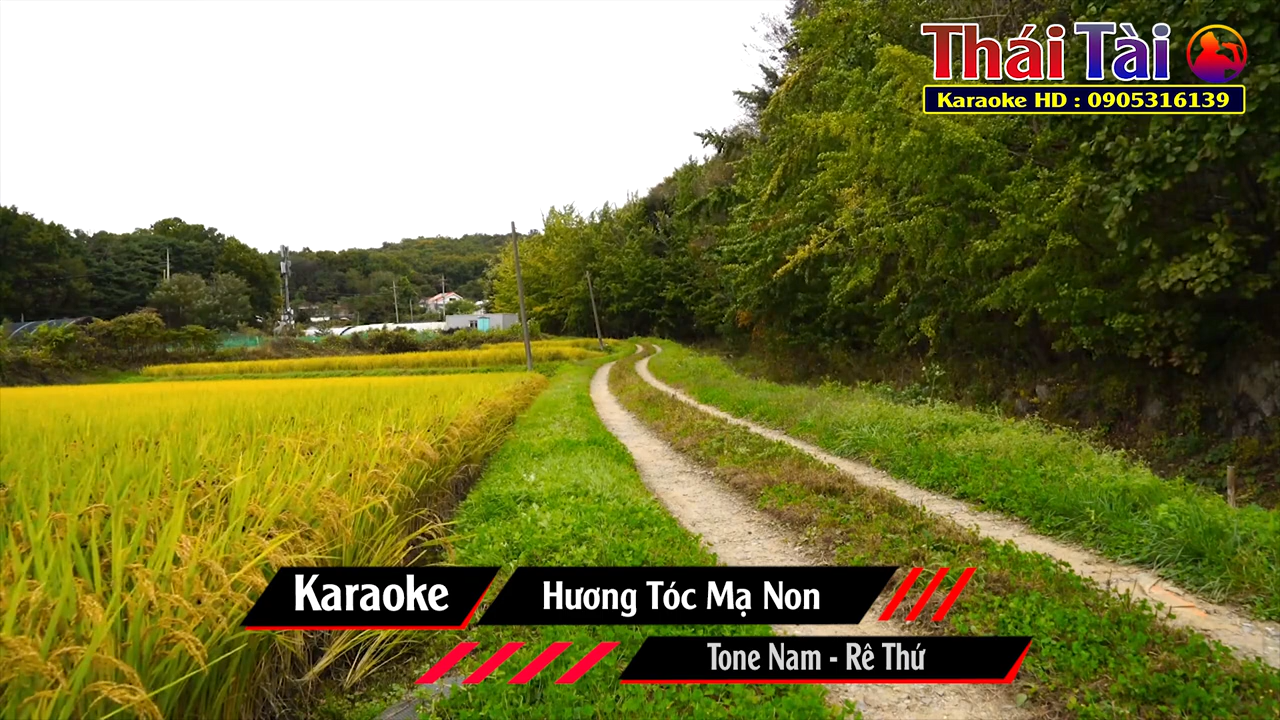 Thái Tài
Karaoke HD : 0905316139
Karaoke
Hương Tóc Mạ Non
Tone Nam - Rê Thứ